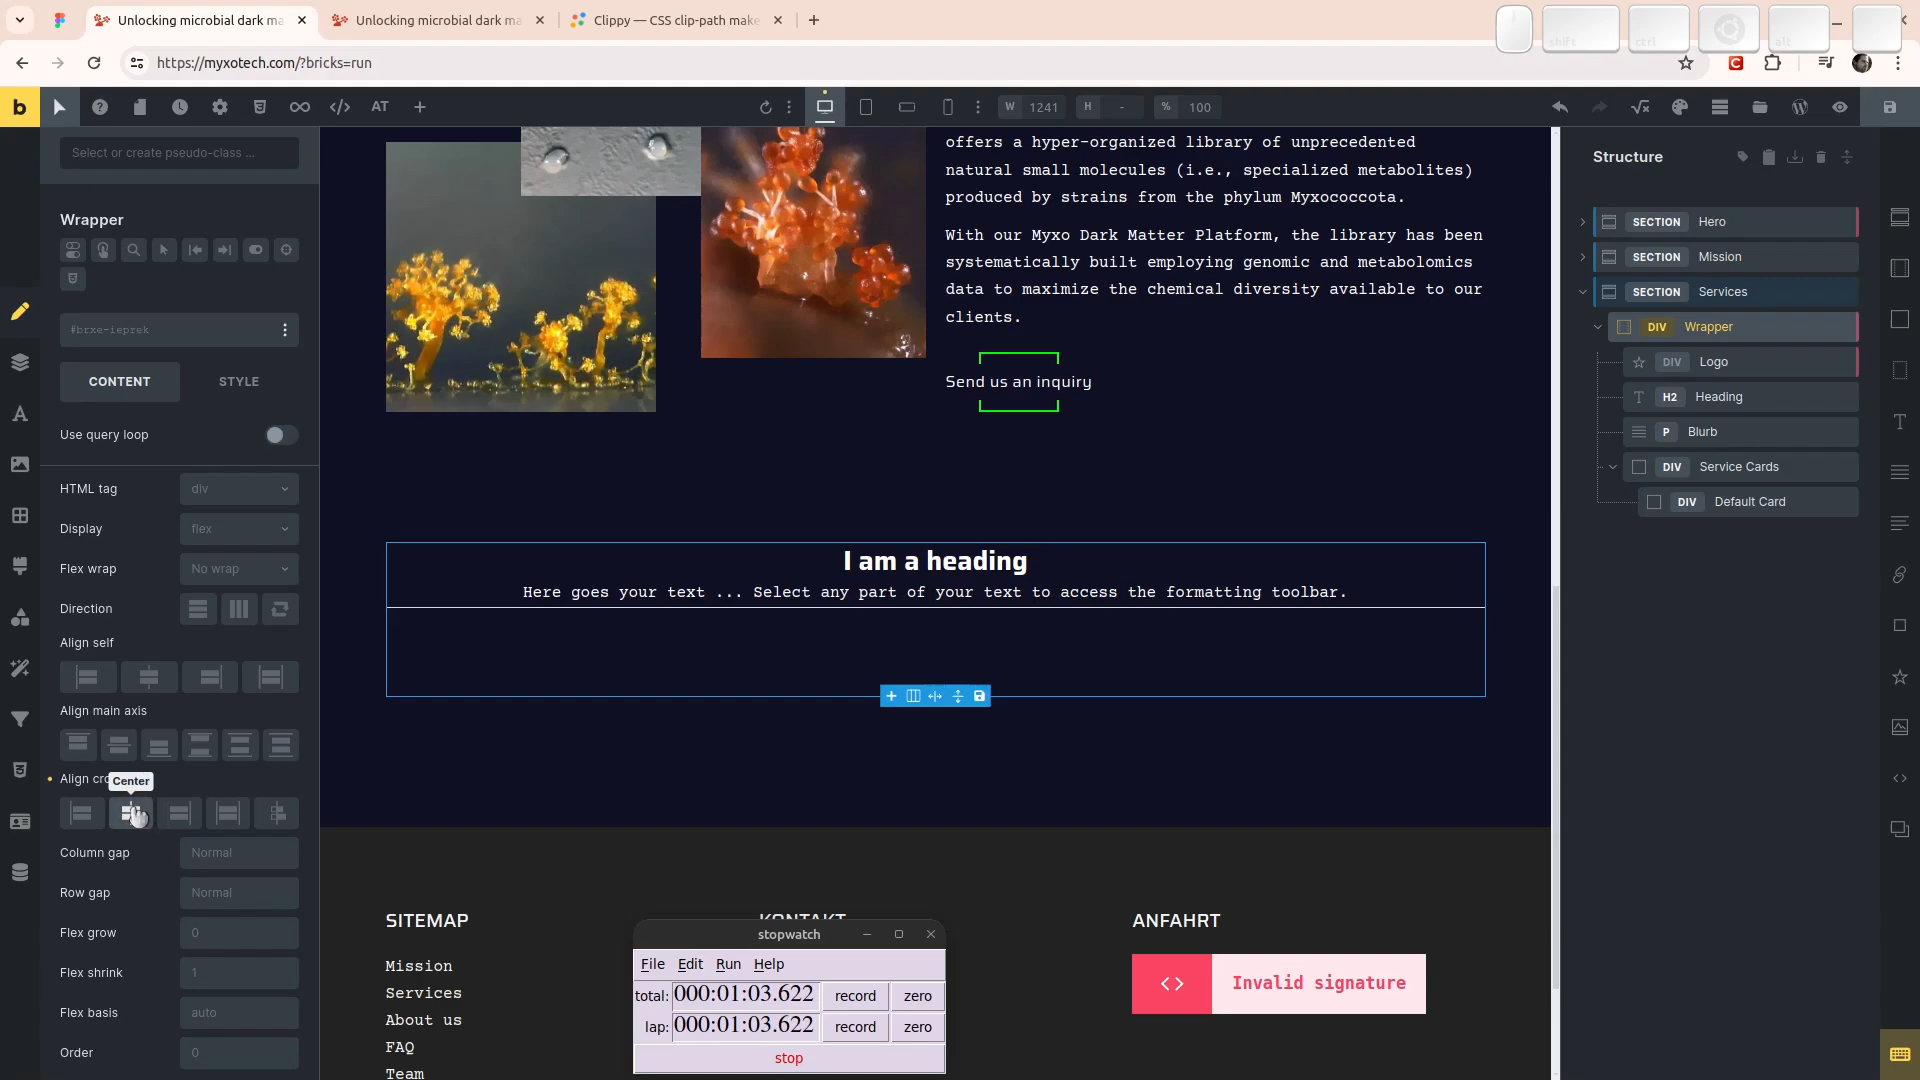 Unlocking microbial dark ma
Unlocking microbial dark ma
Clippy — CSS clip-path make
shift
ctrl
alt
https://myxotech.com/?bricks=run
b
AT
W 1241
H -
% 100
Select or create pseudo-class ...
Wrapper
#brxe-ieprek
CONTENT
STYLE
Use query loop
HTML tag
div
Display
flex
Flex wrap
No wrap
Direction
Align self
Align main axis
Align cro
Center
Column gap
Normal
Row gap
Normal
Flex grow
0
Flex shrink
1
Flex basis
auto
Order
0
offers a hyper-organized library of unprecedented
natural small molecules (i.e., specialized metabolites)
produced by strains from the phylum Myxococcota.
With our Myxo Dark Matter Platform, the library has been
systematically built employing genomic and metabolomics
data to maximize the chemical diversity available to our
clients.
Send us an inquiry
I am a heading
Here goes your text ... Select any part of your text to access the formatting toolbar.
SITEMAP
Mission
Services
About us
FAQ
Team
KONTAKT
ANFAHRT
Invalid signature
stopwatch
File Edit Run Help
total: 000:01:03.622 record zero
lap: 000:01:03.622 record zero
stop
Structure
SECTION Hero
SECTION Mission
SECTION Services
DIV Wrapper
DIV Logo
H2 Heading
P Blurb
DIV Service Cards
DIV Default Card